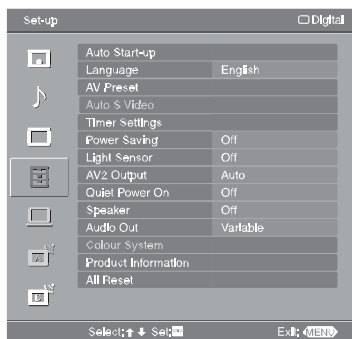 Set-up Digital
Auto Start-up
Language English
AV Preset
Auto S Video
Timer Settings
Power Saving Off
Light Sensor Off
AV2 Output Auto
Quiet Power On Off
Speaker Off
Audio Out Variable
Colour System
Product Information
All Reset
Select: Set: Exit: MENU